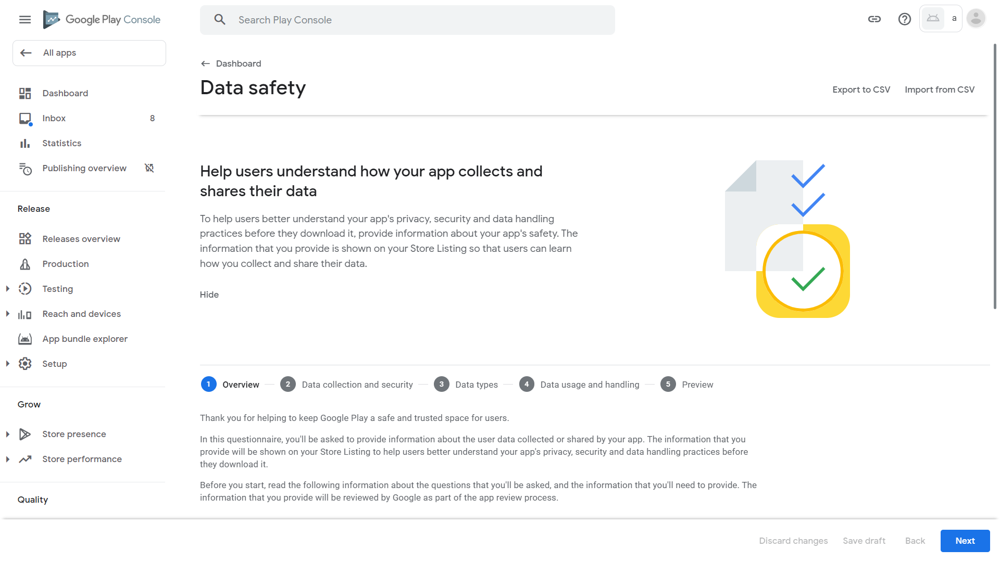 Google Play Console
Search Play Console
a
All apps
Dashboard
Inbox 8
Statistics
Publishing overview
Release
Releases overview
Production
Testing
Reach and devices
App bundle explorer
Setup
Grow
Store presence
Store performance
Quality
Dashboard
Data safety
Export to CSV Import from CSV
Help users understand how your app collects and
shares their data
To help users better understand your app's privacy, security and data handling
practices before they download it, provide information about your app's safety. The
information that you provide is shown on your Store Listing so that users can learn
how you collect and share their data.
Hide
1 Overview 2 Data collection and security 3 Data types 4 Data usage and handling 5 Preview
Thank you for helping to keep Google Play a safe and trusted space for users.
In this questionnaire, you'll be asked to provide information about the user data collected or shared by your app. The information that you
provide will be shown on your Store Listing to help users better understand your app's privacy, security and data handling practices before
they download it.
Before you start, read the following information about the questions that you'll be asked, and the information that you'll need to provide. The
information that you provide will be reviewed by Google as part of the app review process.
Discard changes Save draft Back Next